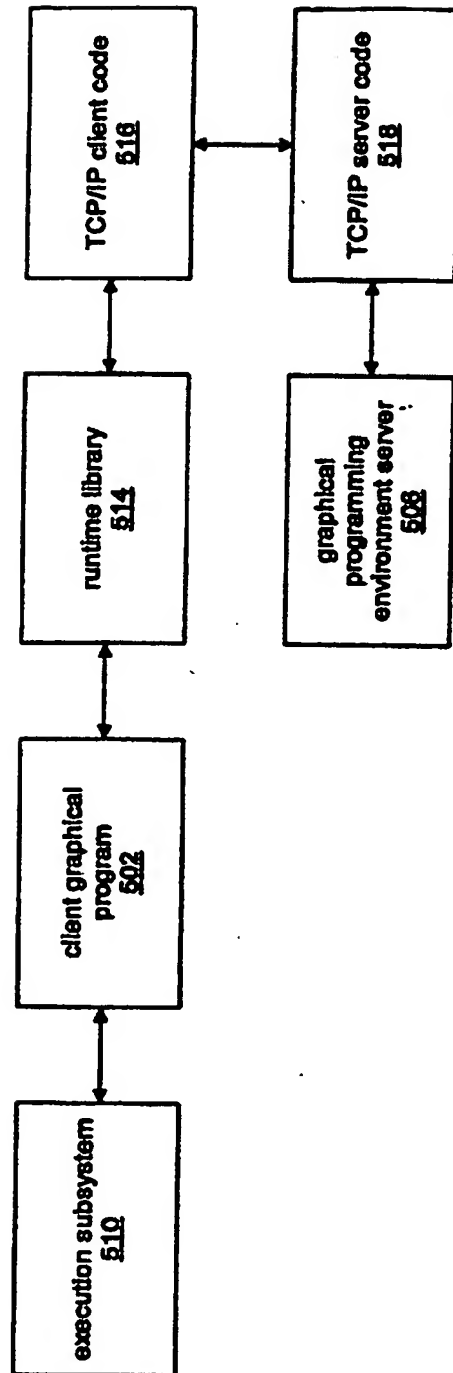 execution subsystem
510
client graphical
program
502
runtime library
514
TCP/IP client code
516
graphical
programming
environment server
506
TCP/IP server code
518